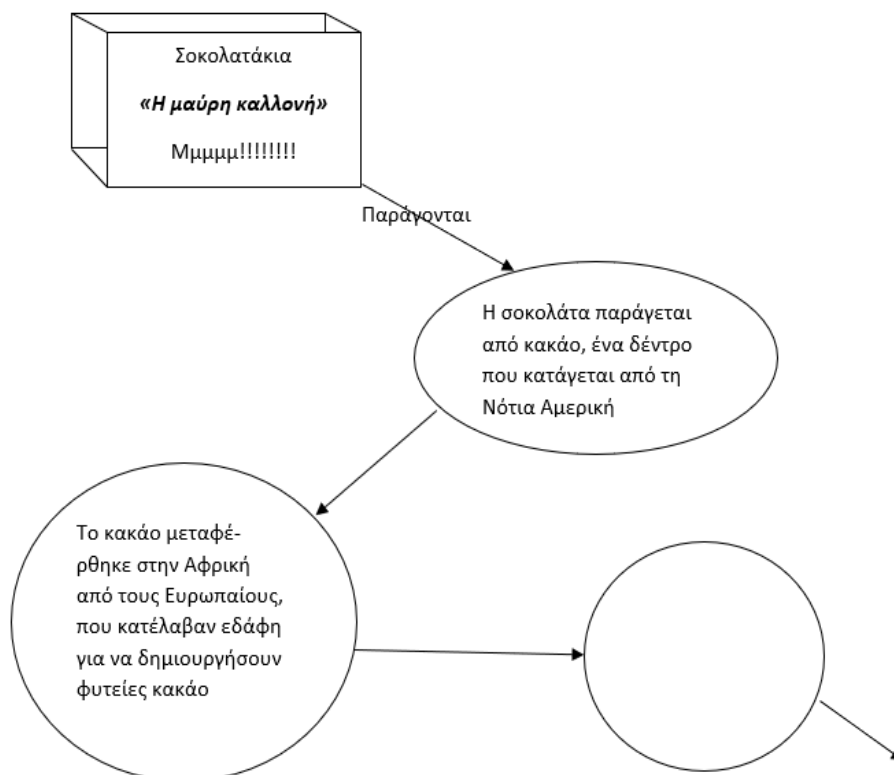 Σοκολατάκια
«Η μαύρη καλλονή»
Μμμμμ!!!!!!!!
Παράγονται
Η σοκολάτα παράγεται
από κακάο, ένα δέντρο
που κατάγεται από τη
Νότια Αμερική
Το κακάο μεταφέ-
ρθηκε στην Αφρική
από τους Ευρωπαίους,
που κατέλαβαν εδάφη
για να δημιουργήσουν
φυτείες κακάο